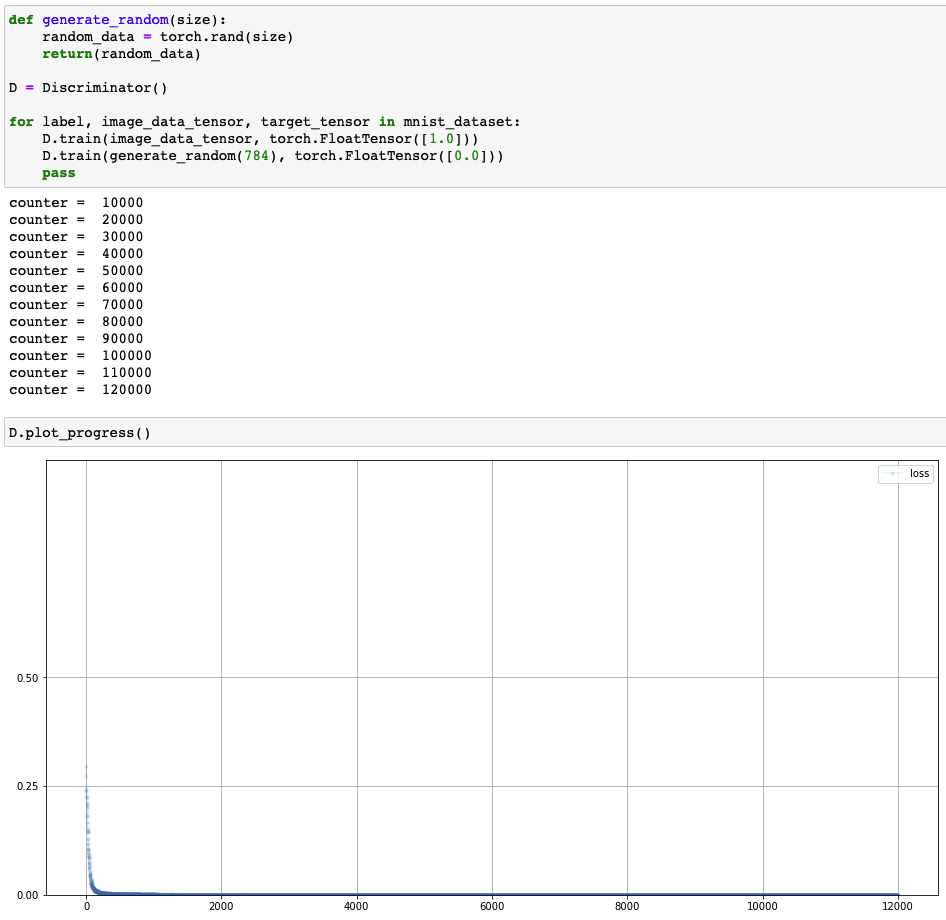 def generate_random(size):
    random_data = torch.rand(size)
    return(random_data)
D = Discriminator()
for label, image_data_tensor, target_tensor in mnist_dataset:
    D.train(image_data_tensor, torch.FloatTensor([1.0]))
    D.train(generate_random(784), torch.FloatTensor([0.0]))
    pass
counter =  10000
counter =  20000
counter =  30000
counter =  40000
counter =  50000
counter =  60000
counter =  70000
counter =  80000
counter =  90000
counter =  100000
counter =  110000
counter =  120000
D.plot_progress()
loss
0.50
0.25
0.00
0 2000 4000 6000 8000 10000 12000